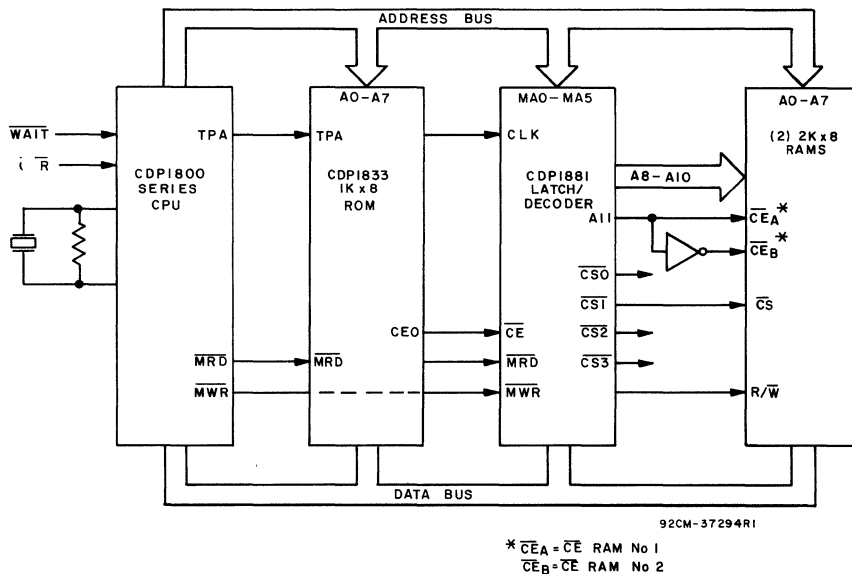 ADDRESS BUS
A0-A7
MA0-MA5
A0-A7
WAIT
TPA
TPA
CLK
(2) 2K x 8
RAMS
R
CDP1800
SERIES
CPU
CDP1833
1K x 8
ROM
CDP1881
LATCH/
DECODER
A8-A10
A11
CEA*
CEB*
CS0
CS1
CS
CEO
CE
CS2
MRD
MRD
MRD
CS3
MWR
MWR
R/W
DATA BUS
92CM-37294R1
* CEA = CE RAM No 1
CEB = CE RAM No 2